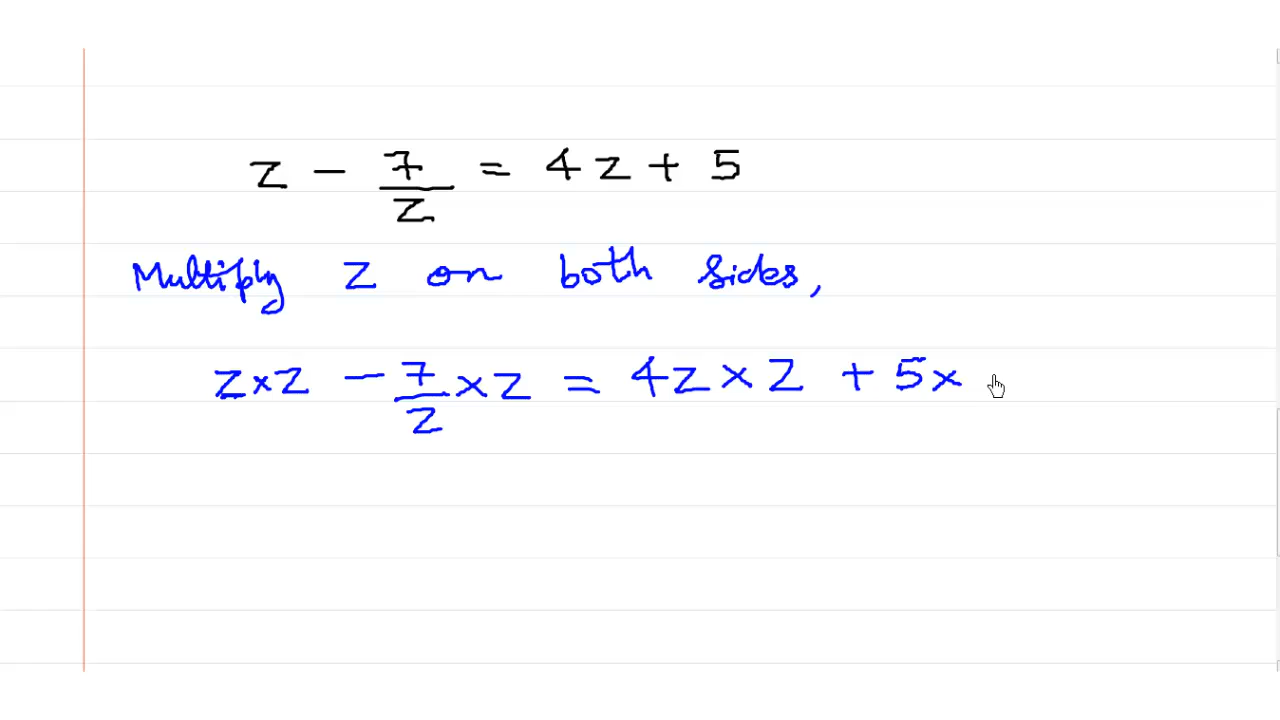 z - 7/z = 4z + 5
Multiply z on both sides,
z×z - 7/z × z = 4z × z + 5×